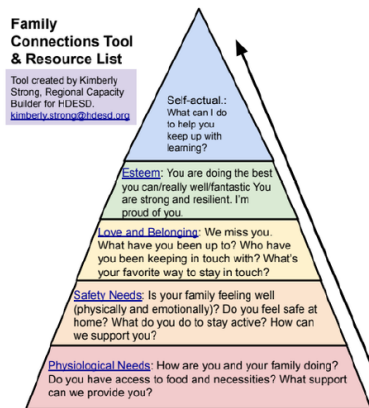 Family
Connections Tool
& Resource List
Tool created by Kimberly
Strong, Regional Capacity
Builder for HDESD.
kimberly.strong@hdesd.org
Self-actual.:
What can I do
to help you
keep up with
learning?
Esteem: You are doing the best
you can/really well/fantastic You
are strong and resilient. I'm
proud of you.
Love and Belonging: We miss you.
What have you been up to? Who have
you been keeping in touch with? What's
your favorite way to stay in touch?
Safety Needs: Is your family feeling well
(physically and emotionally)? Do you feel safe at
home? What do you do to stay active? How can
we support you?
Physiological Needs: How are you and your family doing?
Do you have access to food and necessities? What support
can we provide you?